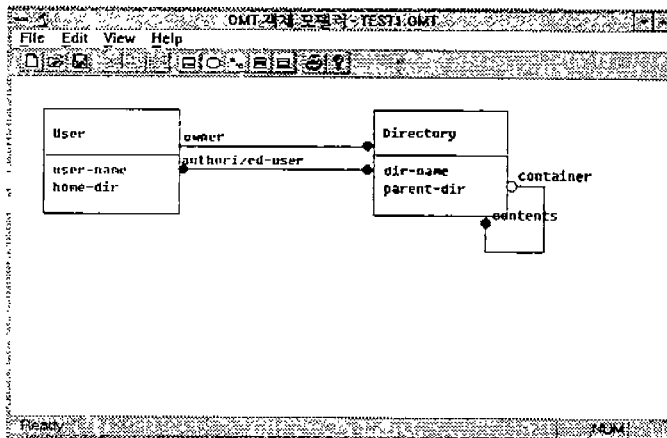 OMT 객체 모델러 - TEST1.OMT
File Edit View Help
User
user-name
home-dir
owner
authorized-user
Directory
dir-name
parent-dir
container
contents
Ready
NUM